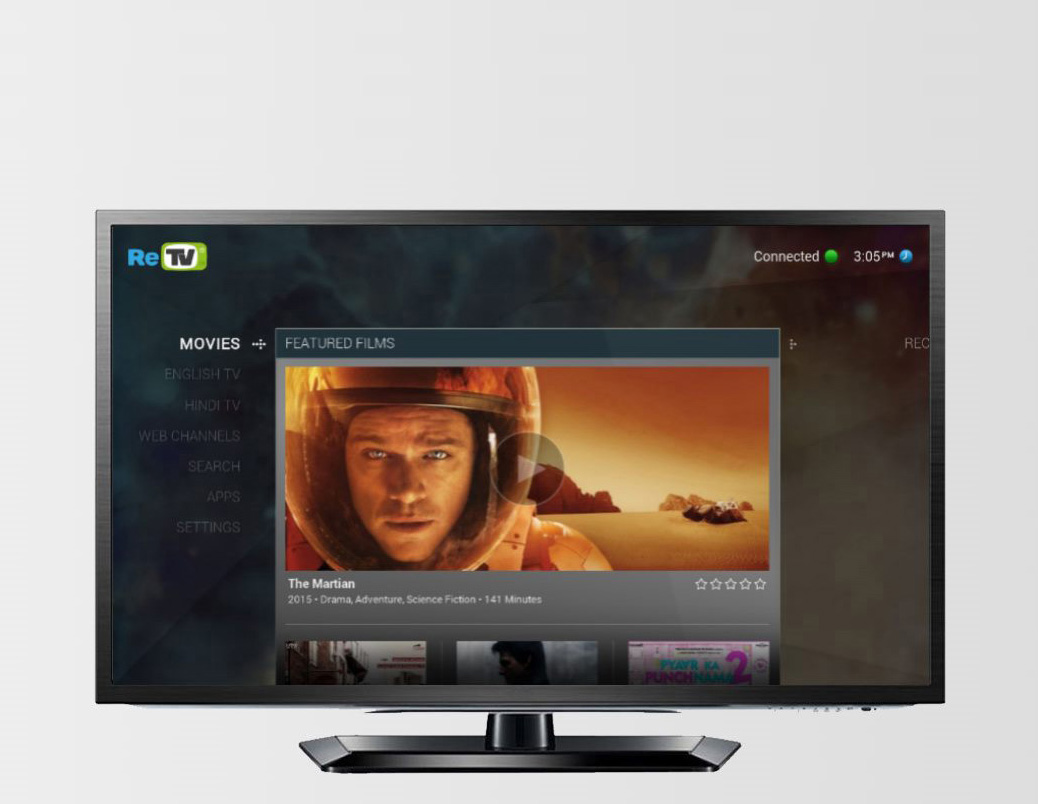 ReTV
Connected 3:05PM
MOVIES
FEATURED FILMS
REC
ENGLISH TV
HINDI TV
WEB CHANNELS
SEARCH
APPS
SETTINGS
The Martian
2015 • Drama, Adventure, Science Fiction • 141 Minutes
PYAVR KA
PUNCHNAMA 2